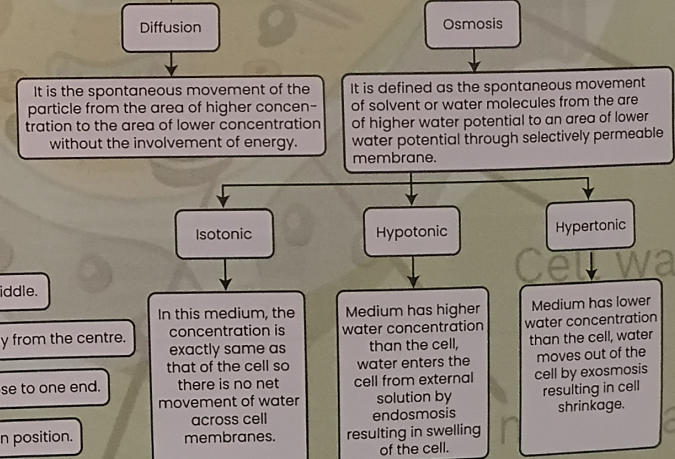 Diffusion
Osmosis
It is the spontaneous movement of the
particle from the area of higher concen-
tration to the area of lower concentration
without the involvement of energy.
It is defined as the spontaneous movement
of solvent or water molecules from the are
of higher water potential to an area of lower
water potential through selectively permeable
membrane.
Isotonic
Hypotonic
Hypertonic
Cell wa
iddle.
y from the centre.
se to one end.
n position.
In this medium, the
concentration is
exactly same as
that of the cell so
there is no net
movement of water
across cell
membranes.
Medium has higher
water concentration
than the cell,
water enters the
cell from external
solution by
endosmosis
resulting in swelling
of the cell.
Medium has lower
water concentration
than the cell, water
moves out of the
cell by exosmosis
resulting in cell
shrinkage.